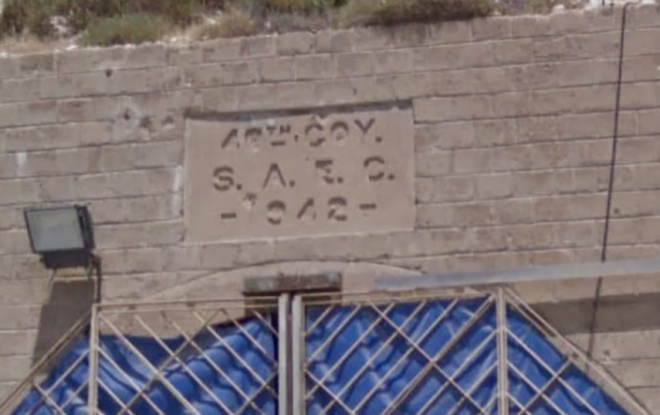 COY.
S. A. E. C.
- 1942 -